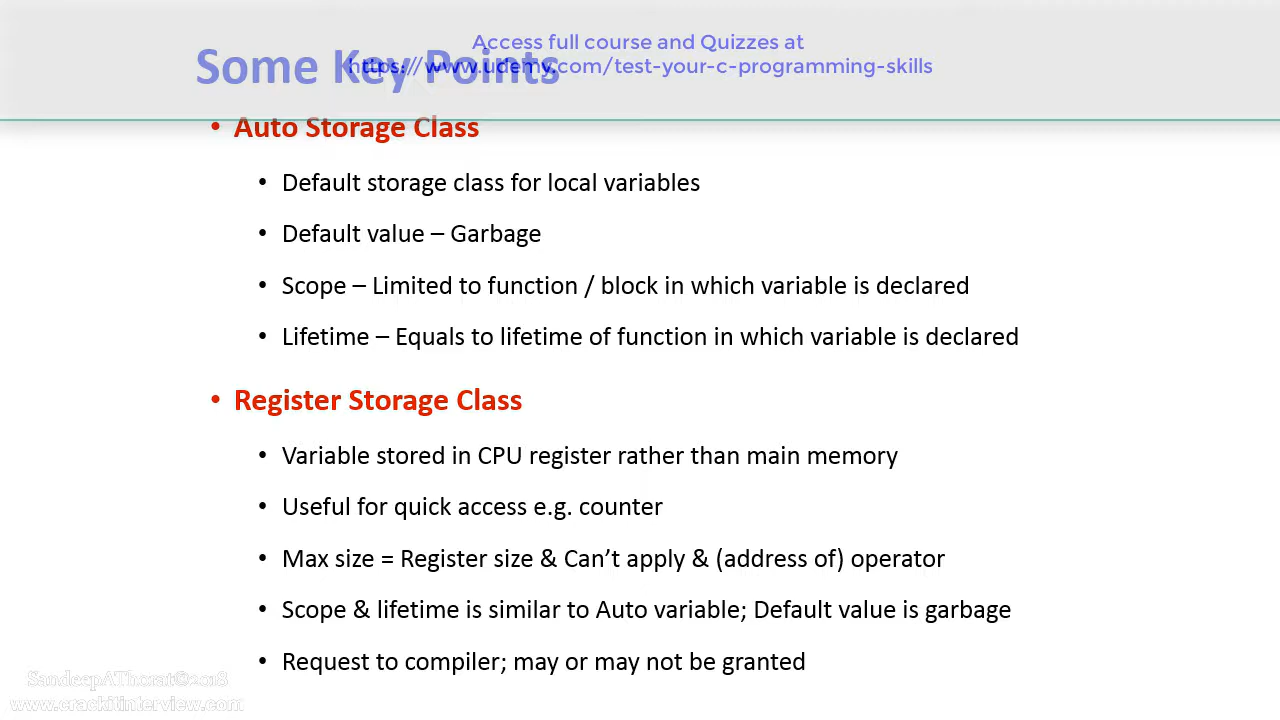 Access full course and Quizzes at
https://www.udemy.com/test-your-c-programming-skills
Some Key Points
• Auto Storage Class
• Default storage class for local variables
• Default value – Garbage
• Scope – Limited to function / block in which variable is declared
• Lifetime – Equals to lifetime of function in which variable is declared
• Register Storage Class
• Variable stored in CPU register rather than main memory
• Useful for quick access e.g. counter
• Max size = Register size & Can’t apply & (address of) operator
• Scope & lifetime is similar to Auto variable; Default value is garbage
• Request to compiler; may or may not be granted
SandeepAThorat©2018
www.crackitinterview.com